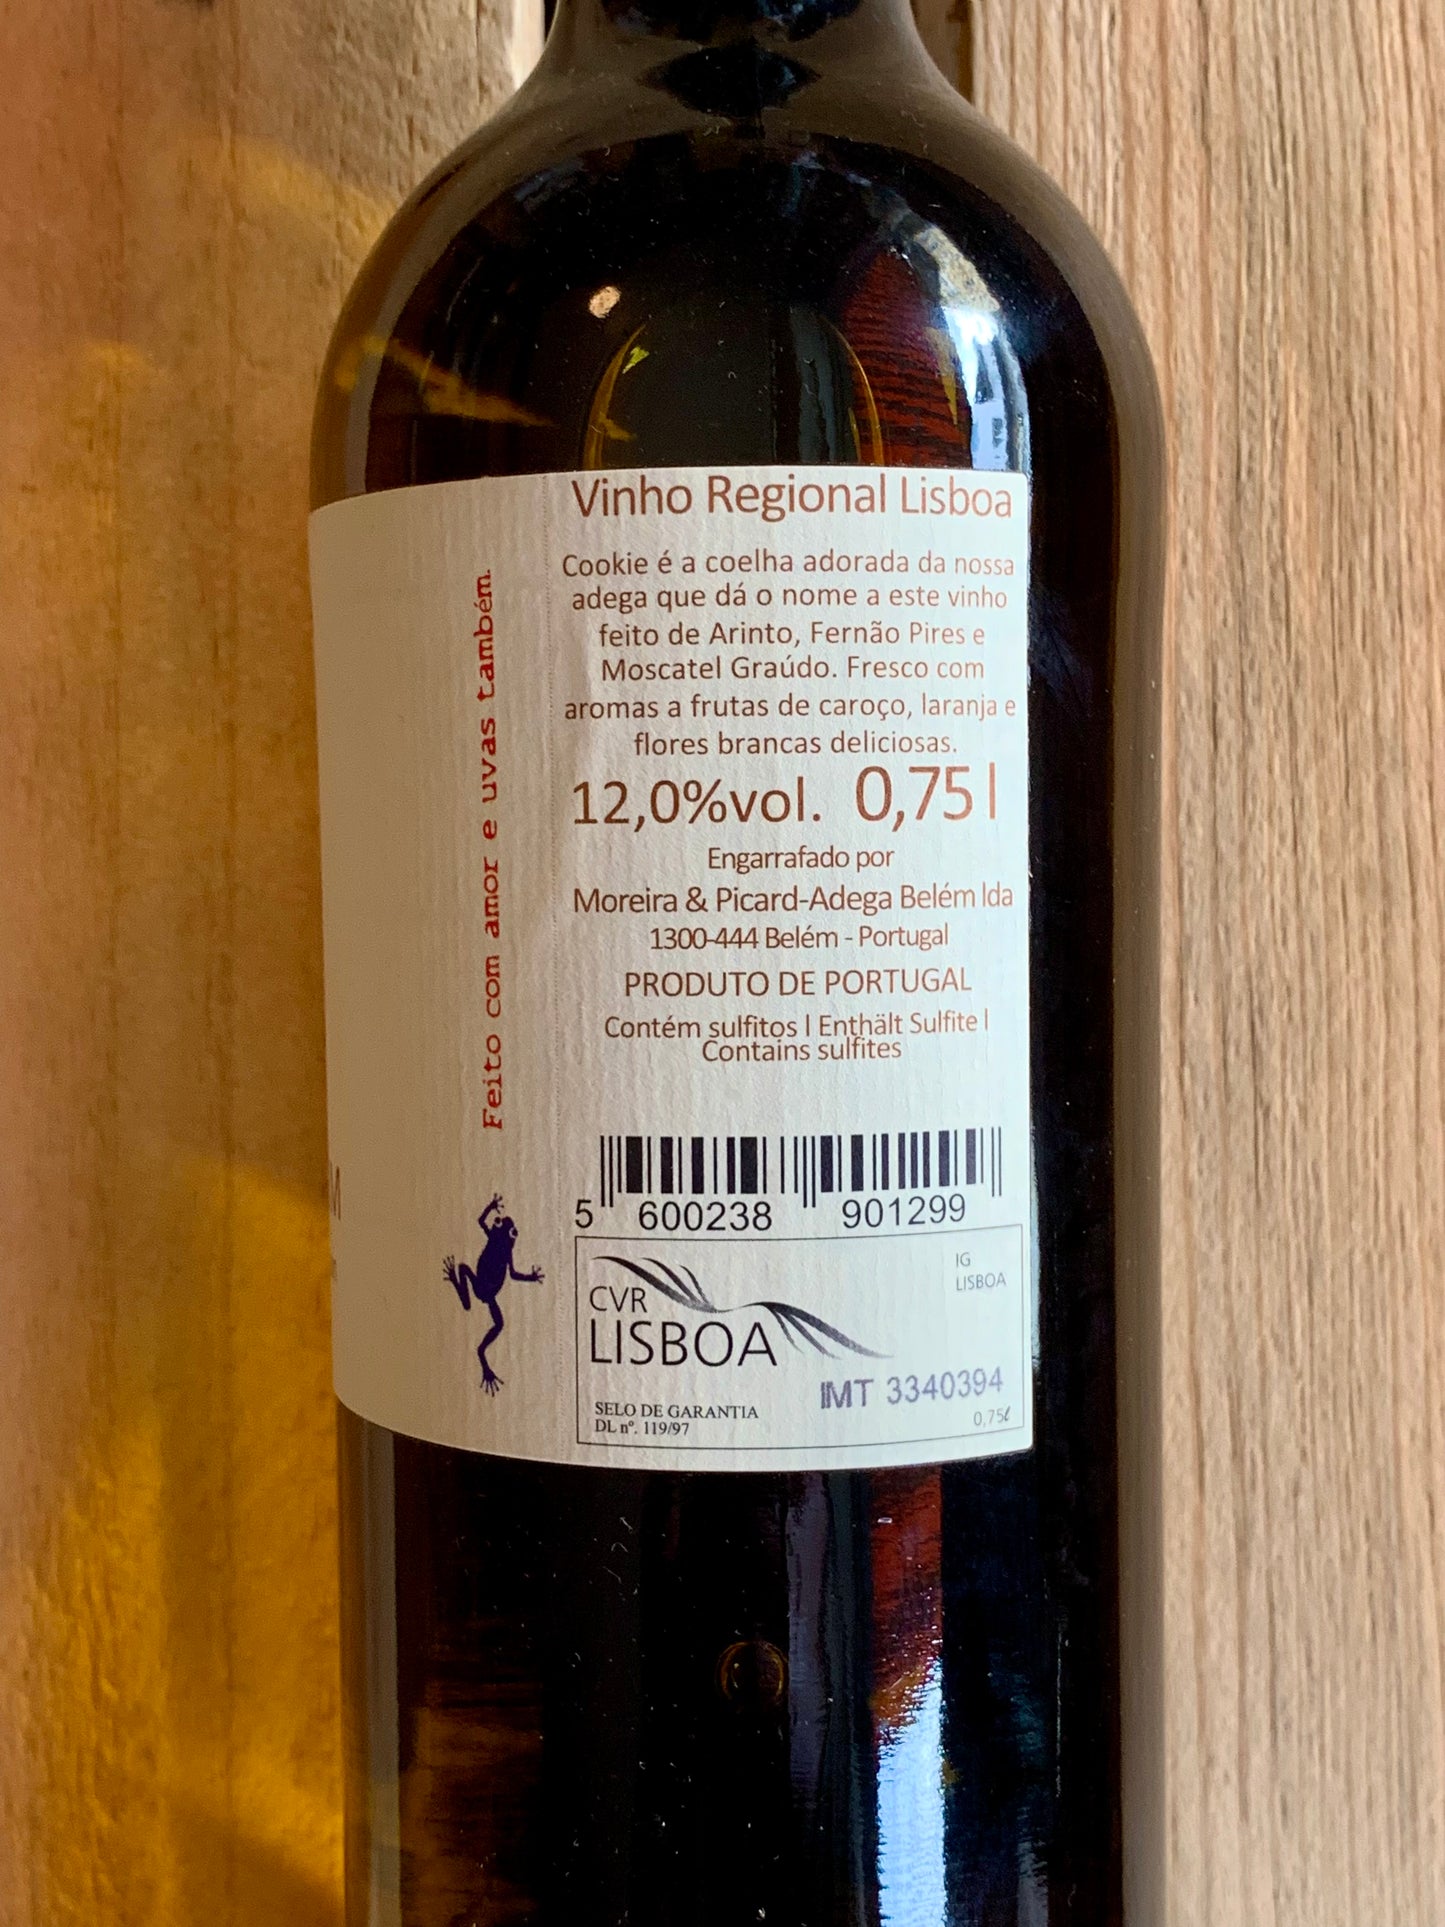 Vinho Regional Lisboa
Cookie é a coelha adorada da nossa
adega que dá o nome a este vinho
feito de Arinto, Fernão Pires e
Moscatel Graúdo. Fresco com
aromas a frutas de caroço, laranja e
flores brancas deliciosas.
12,0%vol. 0,75 l
Engarrafado por
Moreira & Picard-Adega Belém lda
1300-444 Belém - Portugal
PRODUTO DE PORTUGAL
Contém sulfitos l Enthält Sulfite l
Contains sulfites
5 600238 901299
IG
LISBOA
CVR
LISBOA
IMT 3340394
SELO DE GARANTIA
DL nº. 119/97
0,75ℓ
Feito com amor e uvas também.